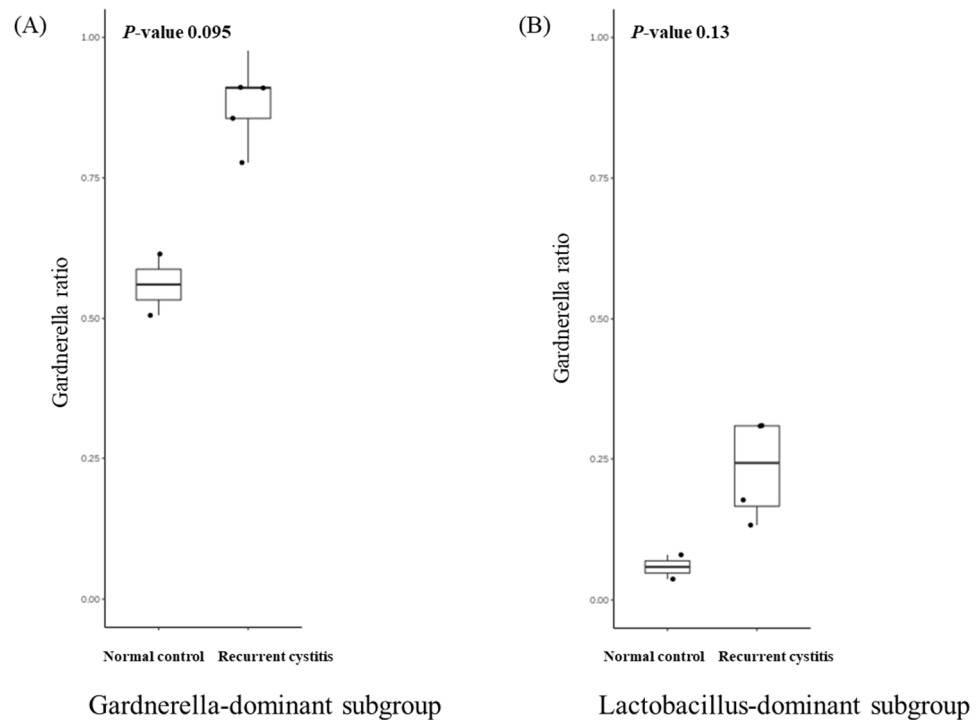 (A)
P-value 0.095
1.00
0.75
0.50
0.25
0.00
Gardnerella ratio
Normal control Recurrent cystitis
Gardnerella-dominant subgroup
(B)
P-value 0.13
1.00
0.75
0.50
0.25
0.00
Gardnerella ratio
Normal control Recurrent cystitis
Lactobacillus-dominant subgroup